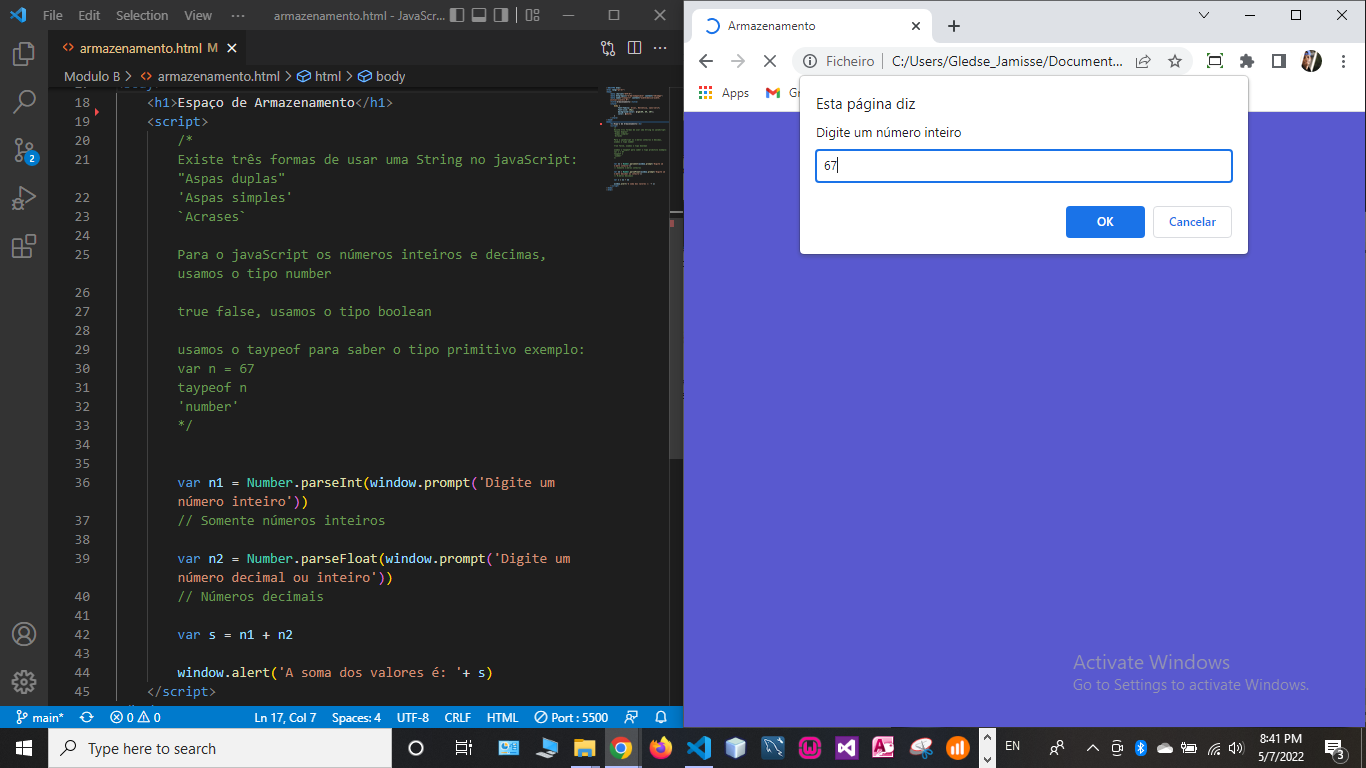 File Edit Selection View ··· armazenamento.html - JavaScr...
armazenamento.html M
Modulo B > armazenamento.html > html > body
18 <h1>Espaço de Armazenamento</h1>
19 <script>
20 /*
21 Existe três formas de usar uma String no javaScript:
"Aspas duplas"
22 'Aspas simples'
23 `Acrases`
24
25 Para o javaScript os números inteiros e decimas,
usamos o tipo number
26
27 true false, usamos o tipo boolean
28
29 usamos o taypeof para saber o tipo primitivo exemplo:
30 var n = 67
31 taypeof n
32 'number'
33 */
34
35
36 var n1 = Number.parseInt(window.prompt('Digite um
número inteiro'))
37 // Somente números inteiros
38
39 var n2 = Number.parseFloat(window.prompt('Digite um
número decimal ou inteiro'))
40 // Números decimais
41
42 var s = n1 + n2
43
44 window.alert('A soma dos valores é: '+ s)
45 </script>
main* 0 0 Ln 17, Col 7 Spaces: 4 UTF-8 CRLF HTML Port : 5500
2
Armazenamento
Ficheiro | C:/Users/Gledse_Jamisse/Document...
Apps
Esta página diz
Digite um número inteiro
67
OK Cancelar
Activate Windows
Go to Settings to activate Windows.
Type here to search
EN
8:41 PM
5/7/2022
3